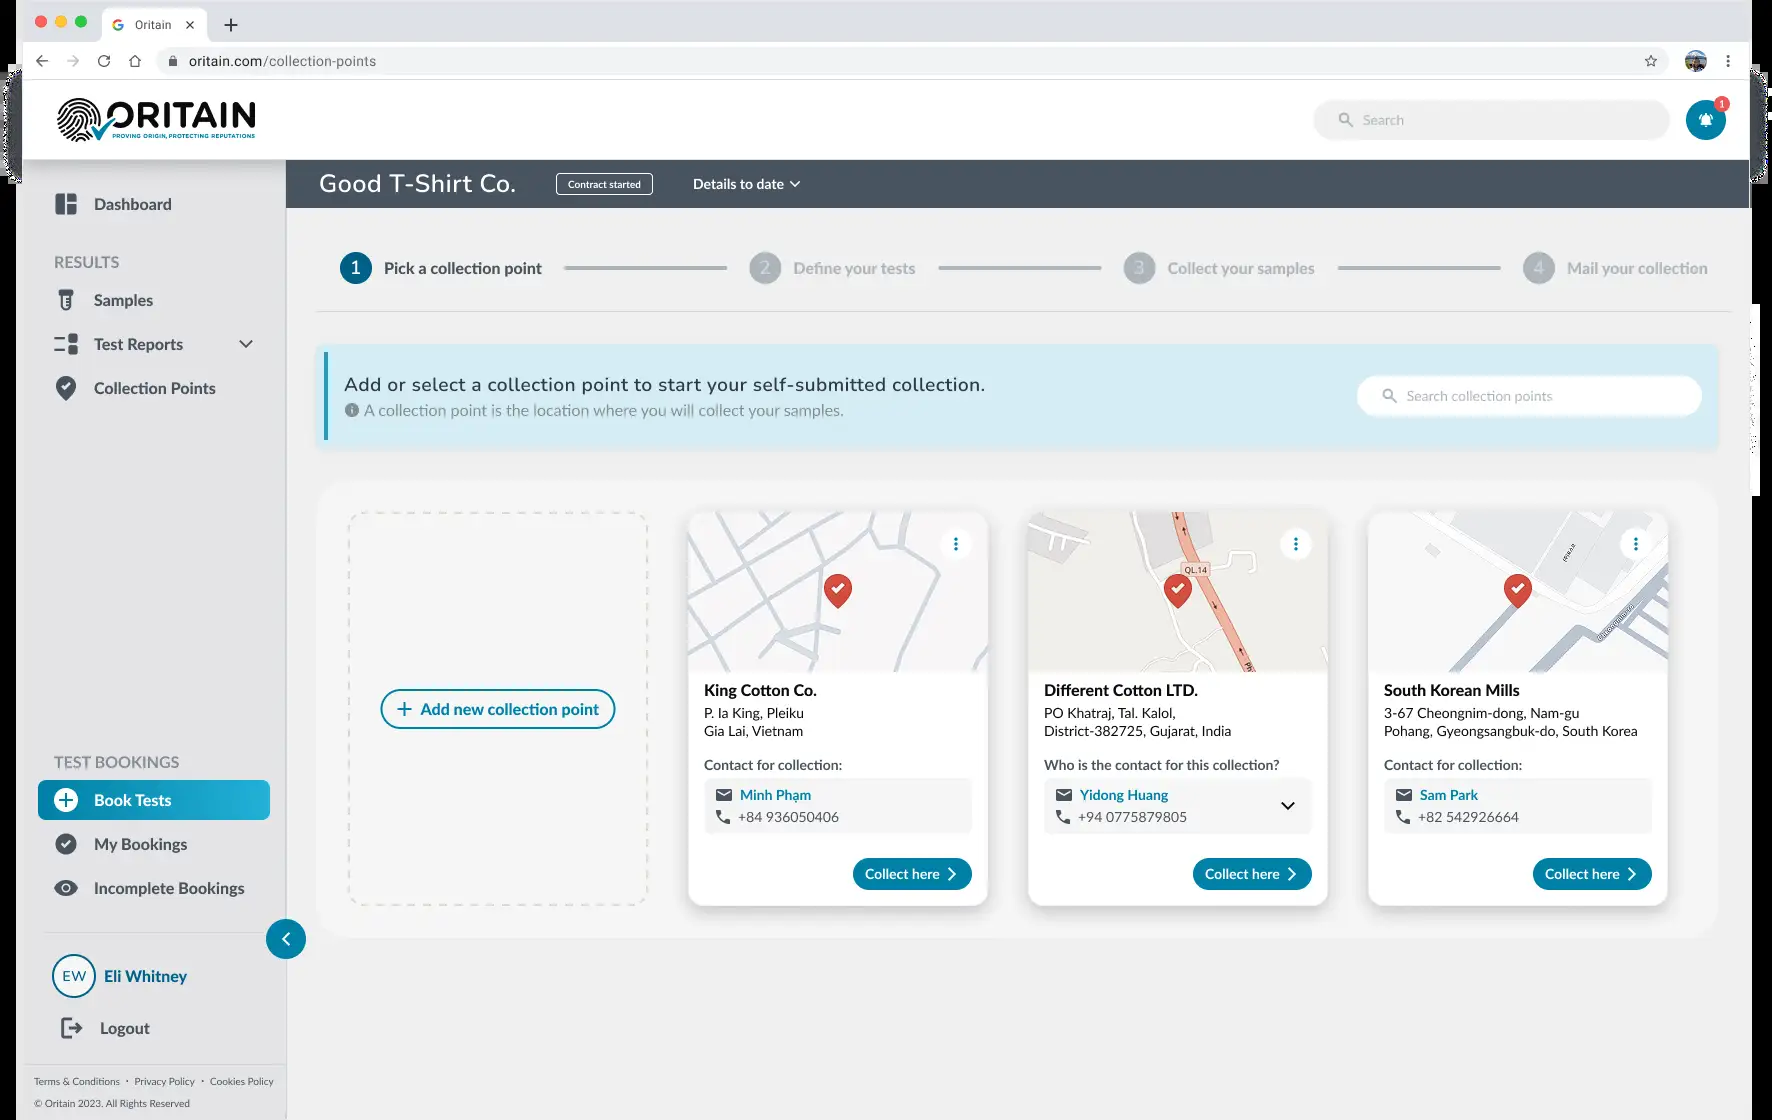 Oritain
oritain.com/collection-points
ORITAIN
PROVING ORIGIN, PROTECTING REPUTATIONS
Search
1
Dashboard
RESULTS
Samples
Test Reports
Collection Points
TEST BOOKINGS
Book Tests
My Bookings
Incomplete Bookings
EW Eli Whitney
Logout
Terms & Conditions · Privacy Policy · Cookies Policy
© Oritain 2023. All Rights Reserved
Good T-Shirt Co.
Contract started
Details to date
1 Pick a collection point
2 Define your tests
3 Collect your samples
4 Mail your collection
Add or select a collection point to start your self-submitted collection.
A collection point is the location where you will collect your samples.
Search collection points
+ Add new collection point
King Cotton Co.
P. Ia King, Pleiku
Gia Lai, Vietnam
Contact for collection:
Minh Phạm
+84 936050406
Collect here
QL.14
Different Cotton LTD.
PO Khatraj, Tal. Kalol,
District-382725, Gujarat, India
Who is the contact for this collection?
Yidong Huang
+94 0775879805
Collect here
South Korean Mills
3-67 Cheongnim-dong, Nam-gu
Pohang, Gyeongsangbuk-do, South Korea
Contact for collection:
Sam Park
+82 542926664
Collect here